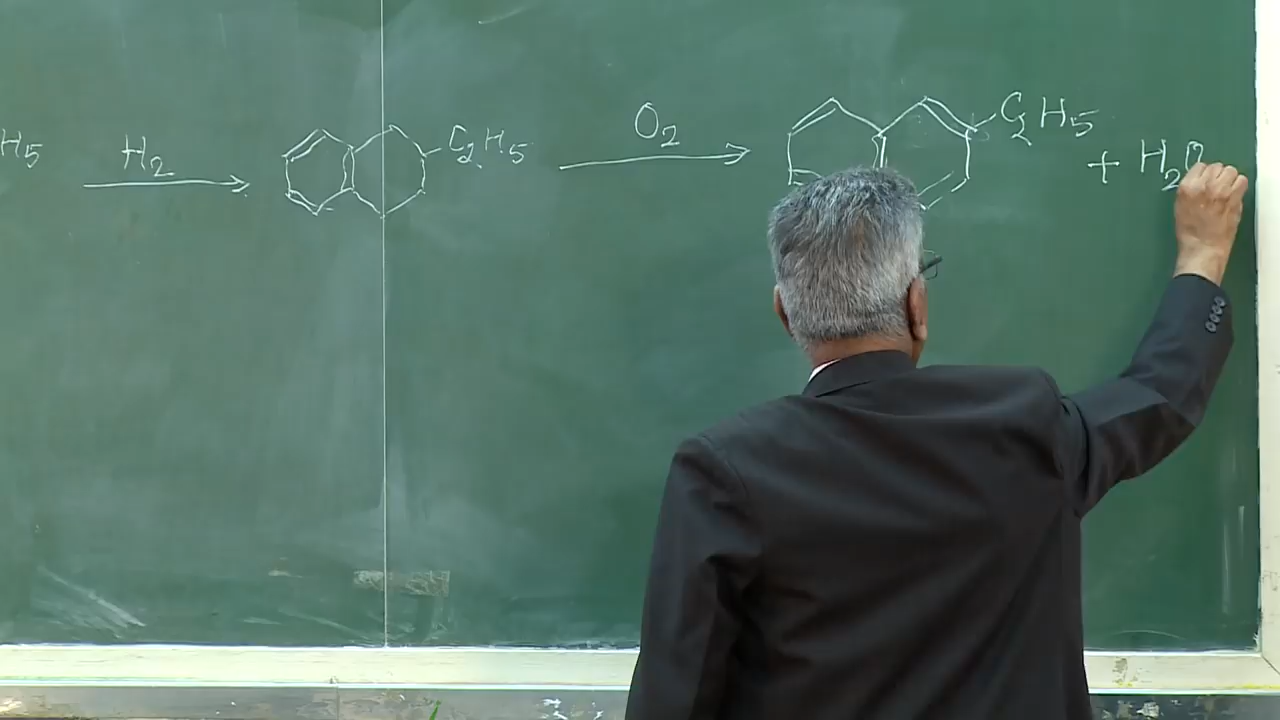 H₅ H₂ → C₂H₅ O₂ → C₂H₅ + H₂O